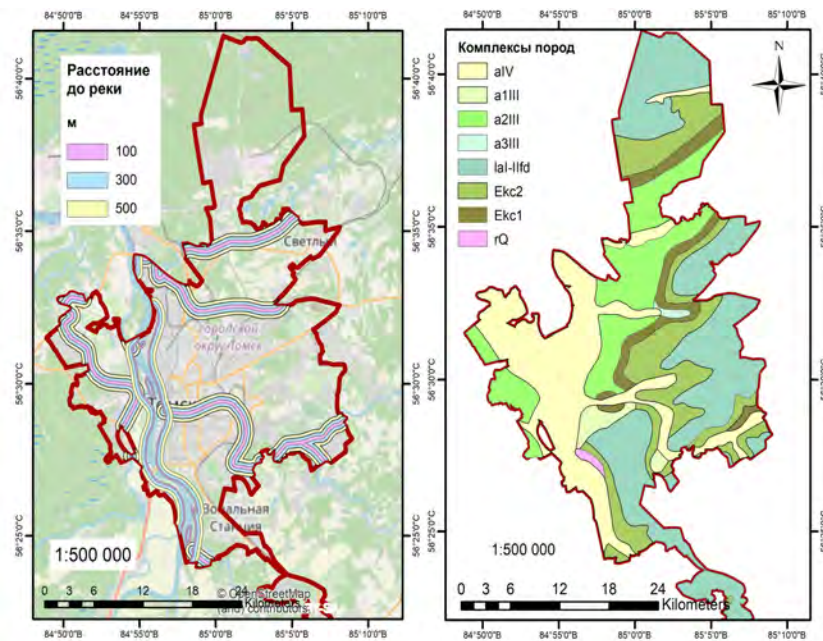 84°50'0"E
84°55'0"E
85°0'0"E
85°5'0"E
85°10'0"E
56°40'0"C
56°35'0"C
56°30'0"C
56°25'0"C
Расстояние
до реки
м
100
300
500
Светлый
городской
округ Томск
Томск
Зональная
Станция
1:500 000
© OpenStreetMap
(and) contributors
0 3 6 12 18 24
Kilometers
84°50'0"E
84°55'0"E
85°0'0"E
85°5'0"E
85°10'0"E
84°50'0"E
84°55'0"E
85°0'0"E
85°5'0"E
85°10'0"E
Комплексы пород
aIV
a1III
a2III
a3III
laI-IIfd
Ekc2
Ekc1
rQ
N
56°40'0"C
56°35'0"C
56°30'0"C
56°25'0"C
1:500 000
0 3 6 12 18 24
Kilometers
84°50'0"E
84°55'0"E
85°0'0"E
85°5'0"E
85°10'0"E